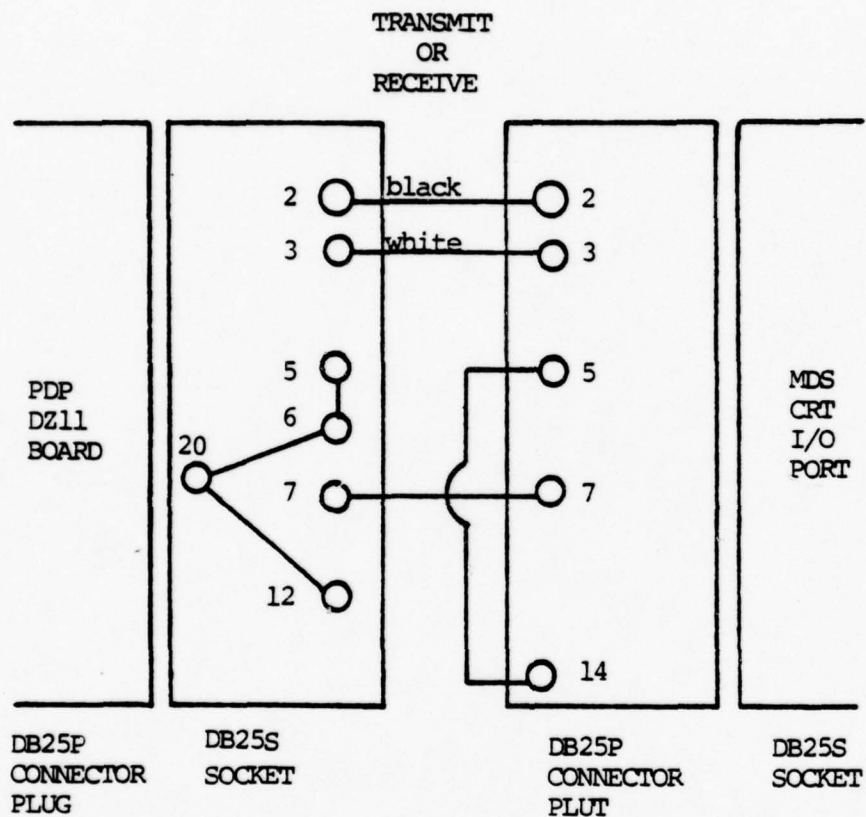 TRANSMIT
OR
RECEIVE
2 black 2
3 white 3
5 5
6
20
7 7
12
14
PDP
DZ11
BOARD
MDS
CRT
I/O
PORT
DB25P
CONNECTOR
PLUG
DB25S
SOCKET
DB25P
CONNECTOR
PLUT
DB25S
SOCKET